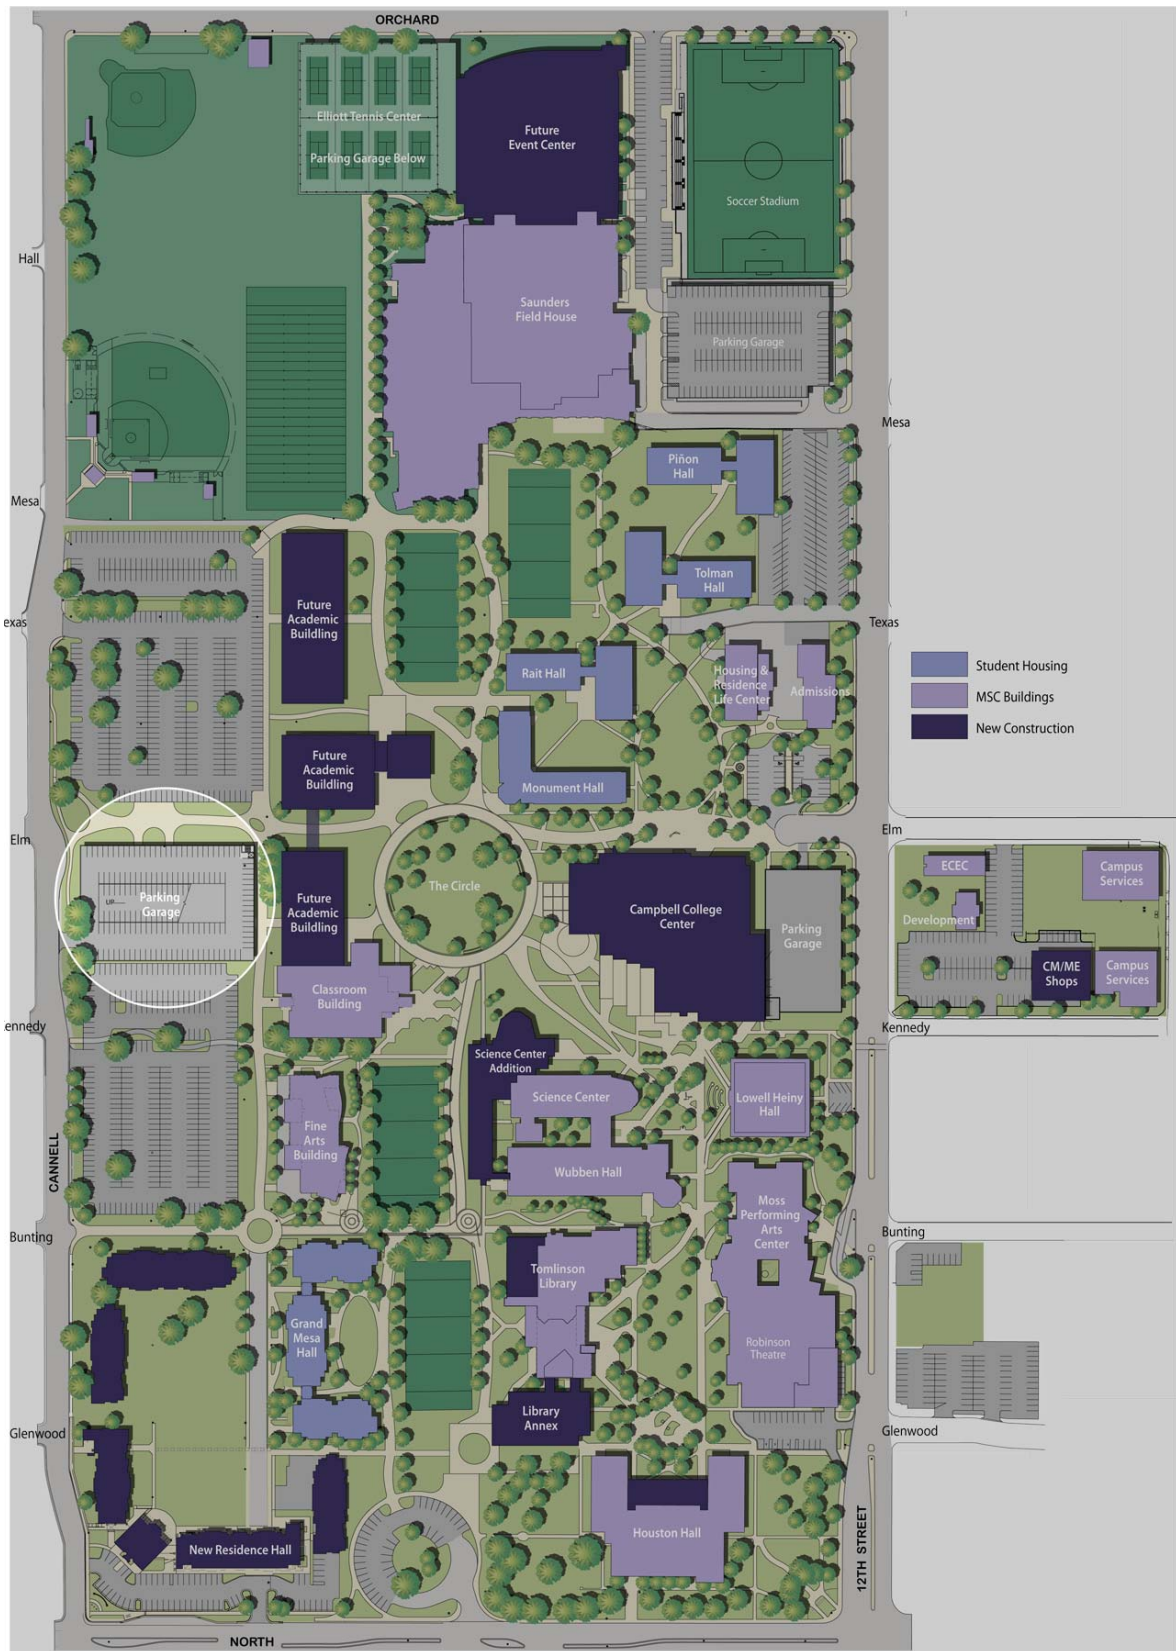 ORCHARD
Elliott Tennis Center
Parking Garage Below
Future
Event Center
Soccer Stadium
Hall
Saunders
Field House
Parking Garage
Mesa
Piñon
Hall
Mesa
Tolman
Hall
Future
Academic
Buildling
exas
Texas
Rait Hall
Housing &
Residence
Life Center
Admissions
Student Housing
MSC Buildings
New Construction
Future
Academic
Buildling
Monument Hall
Elm
Elm
The Circle
Parking
Garage
UP
Future
Academic
Buildling
Campbell College
Center
Parking
Garage
ECEC
Campus
Services
Development
CM/ME
Shops
Campus
Services
Classroom
Building
Kennedy
ennedy
Science Center
Addition
Science Center
Lowell Heiny
Hall
Fine
Arts
Building
CANNELL
Wubben Hall
Moss
Performing
Arts
Center
Bunting
Bunting
Tomlinson
Library
Grand
Mesa
Hall
Robinson
Theatre
Library
Annex
Glenwood
Glenwood
Houston Hall
New Residence Hall
12TH STREET
NORTH